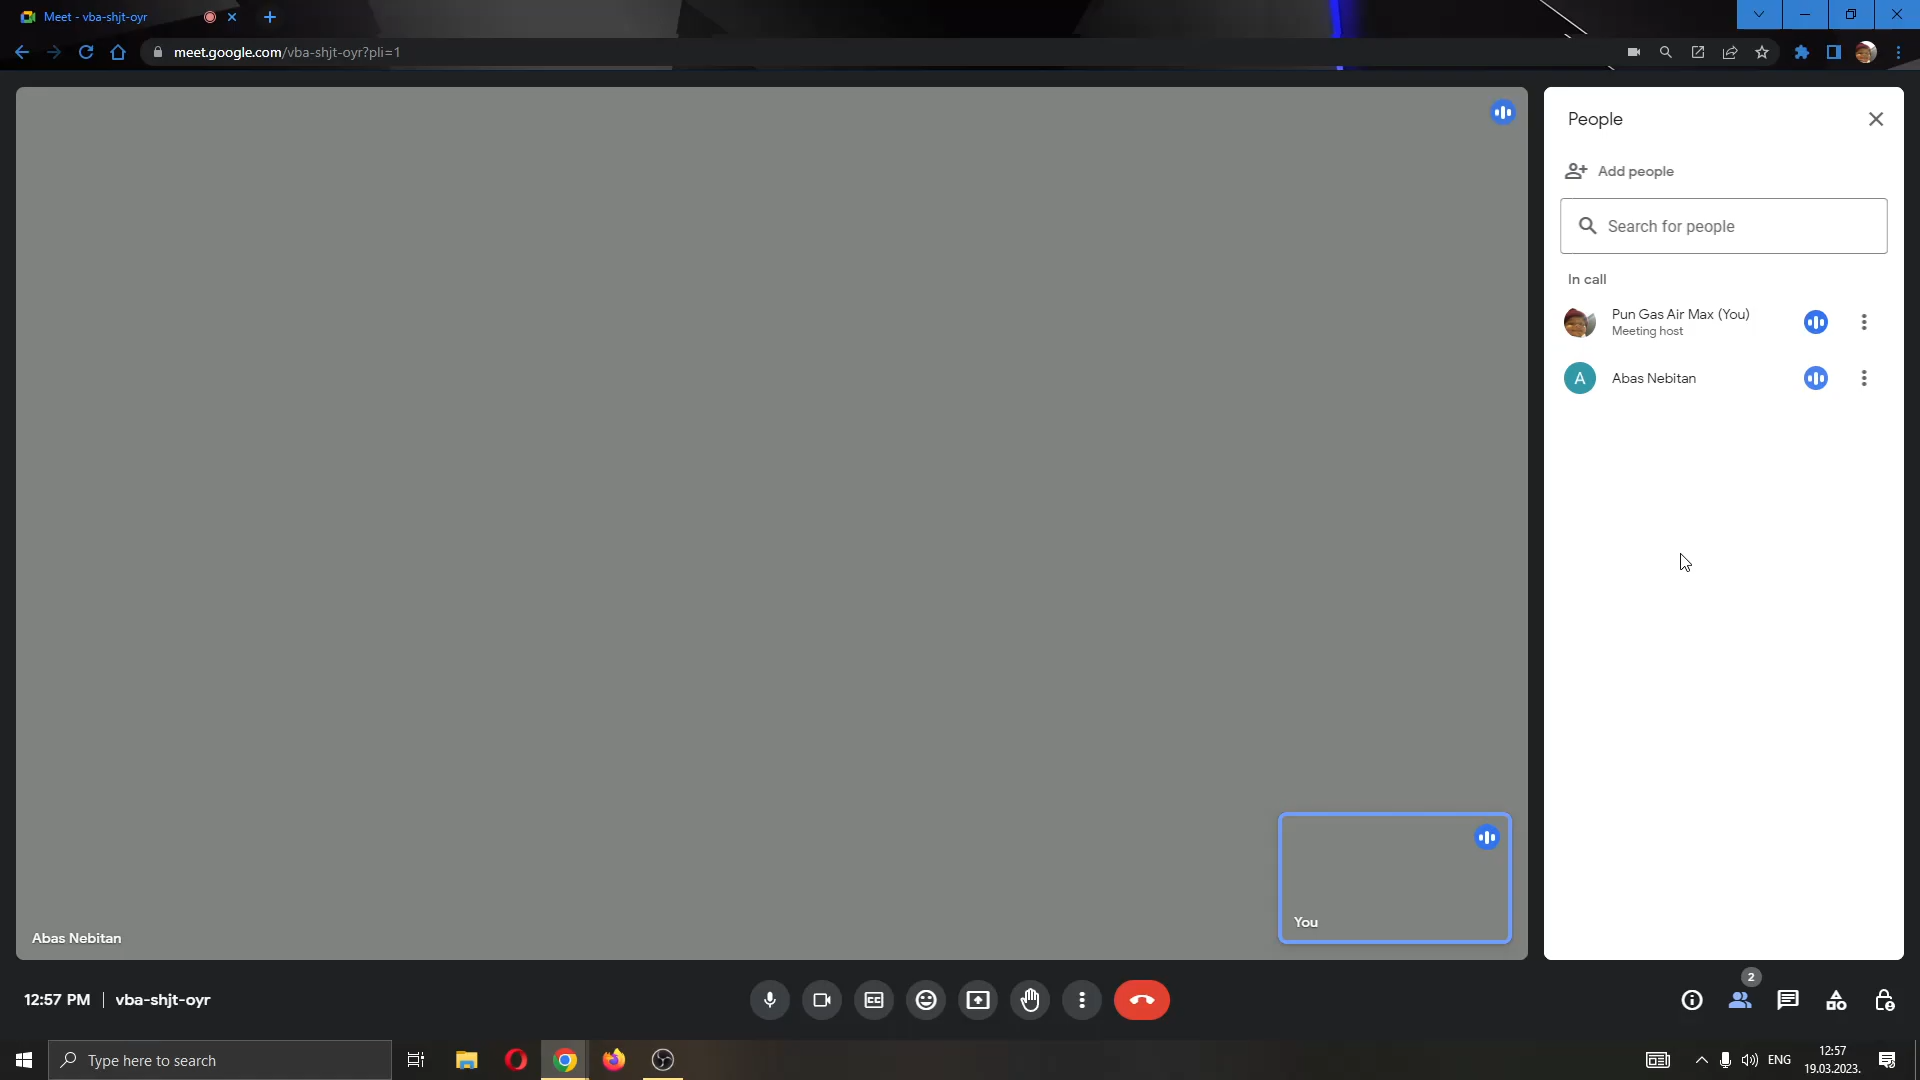 Meet - vba-shjt-oyr
meet.google.com/vba-shjt-oyr?pli=1
People
Add people
Search for people
In call
Pun Gas Air Max (You)
Meeting host
A
Abas Nebitan
Abas Nebitan
You
12:57 PM | vba-shjt-oyr
CC
2
Type here to search
ENG
12:57
19.03.2023.